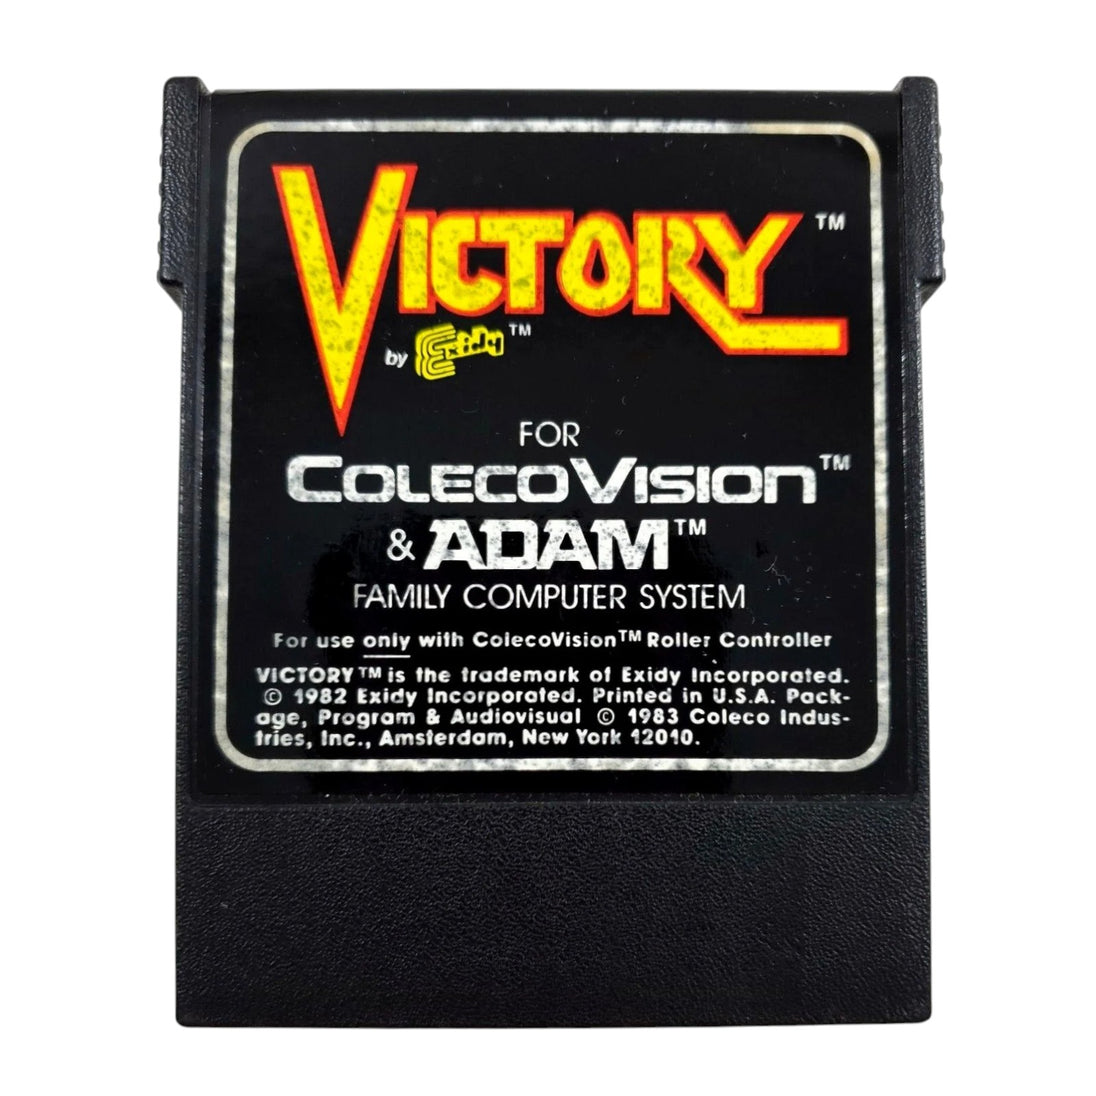 VICTORY™
by Exidy™
FOR
COLECOVISION™
& ADAM™
FAMILY COMPUTER SYSTEM
For use only with ColecoVision™ Roller Controller
VICTORY™ is the trademark of Exidy Incorporated.
© 1982 Exidy Incorporated. Printed in U.S.A. Pack-
age, Program & Audiovisual © 1983 Coleco Indus-
tries, Inc., Amsterdam, New York 12010.